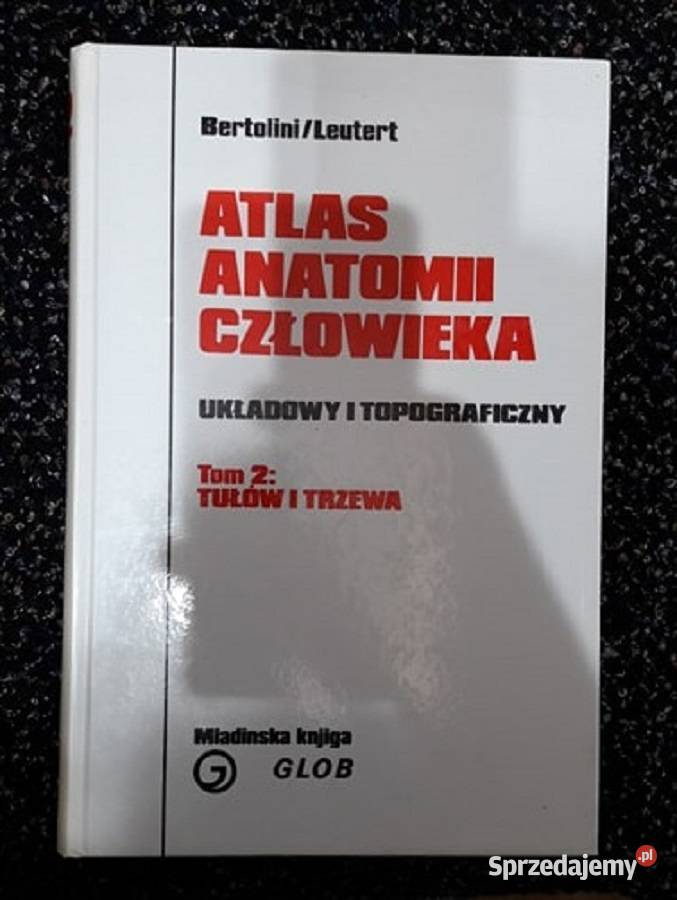 Bertolini/Leutert
ATLAS
ANATOMII
CZŁOWIEKA
UKŁADOWY I TOPOGRAFICZNY
Tom 2:
TUŁÓW I TRZEWA
Mladinska knjiga
GLOB
Sprzedajemy.pl